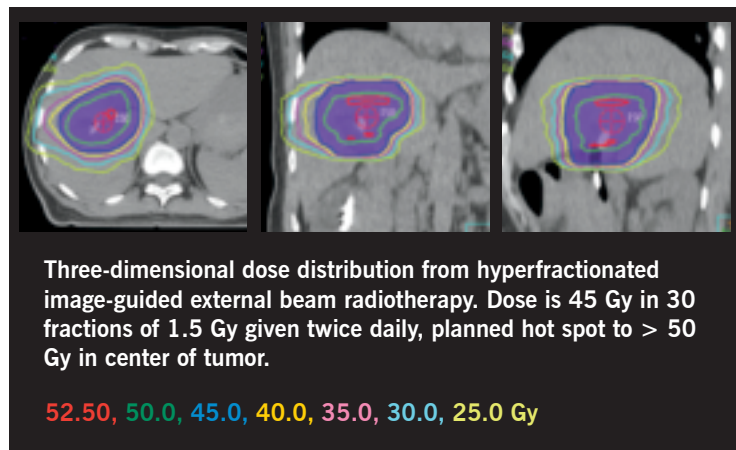 Three-dimensional dose distribution from hyperfractionated
image-guided external beam radiotherapy. Dose is 45 Gy in 30
fractions of 1.5 Gy given twice daily, planned hot spot to > 50
Gy in center of tumor.
52.50, 50.0, 45.0, 40.0, 35.0, 30.0, 25.0 Gy